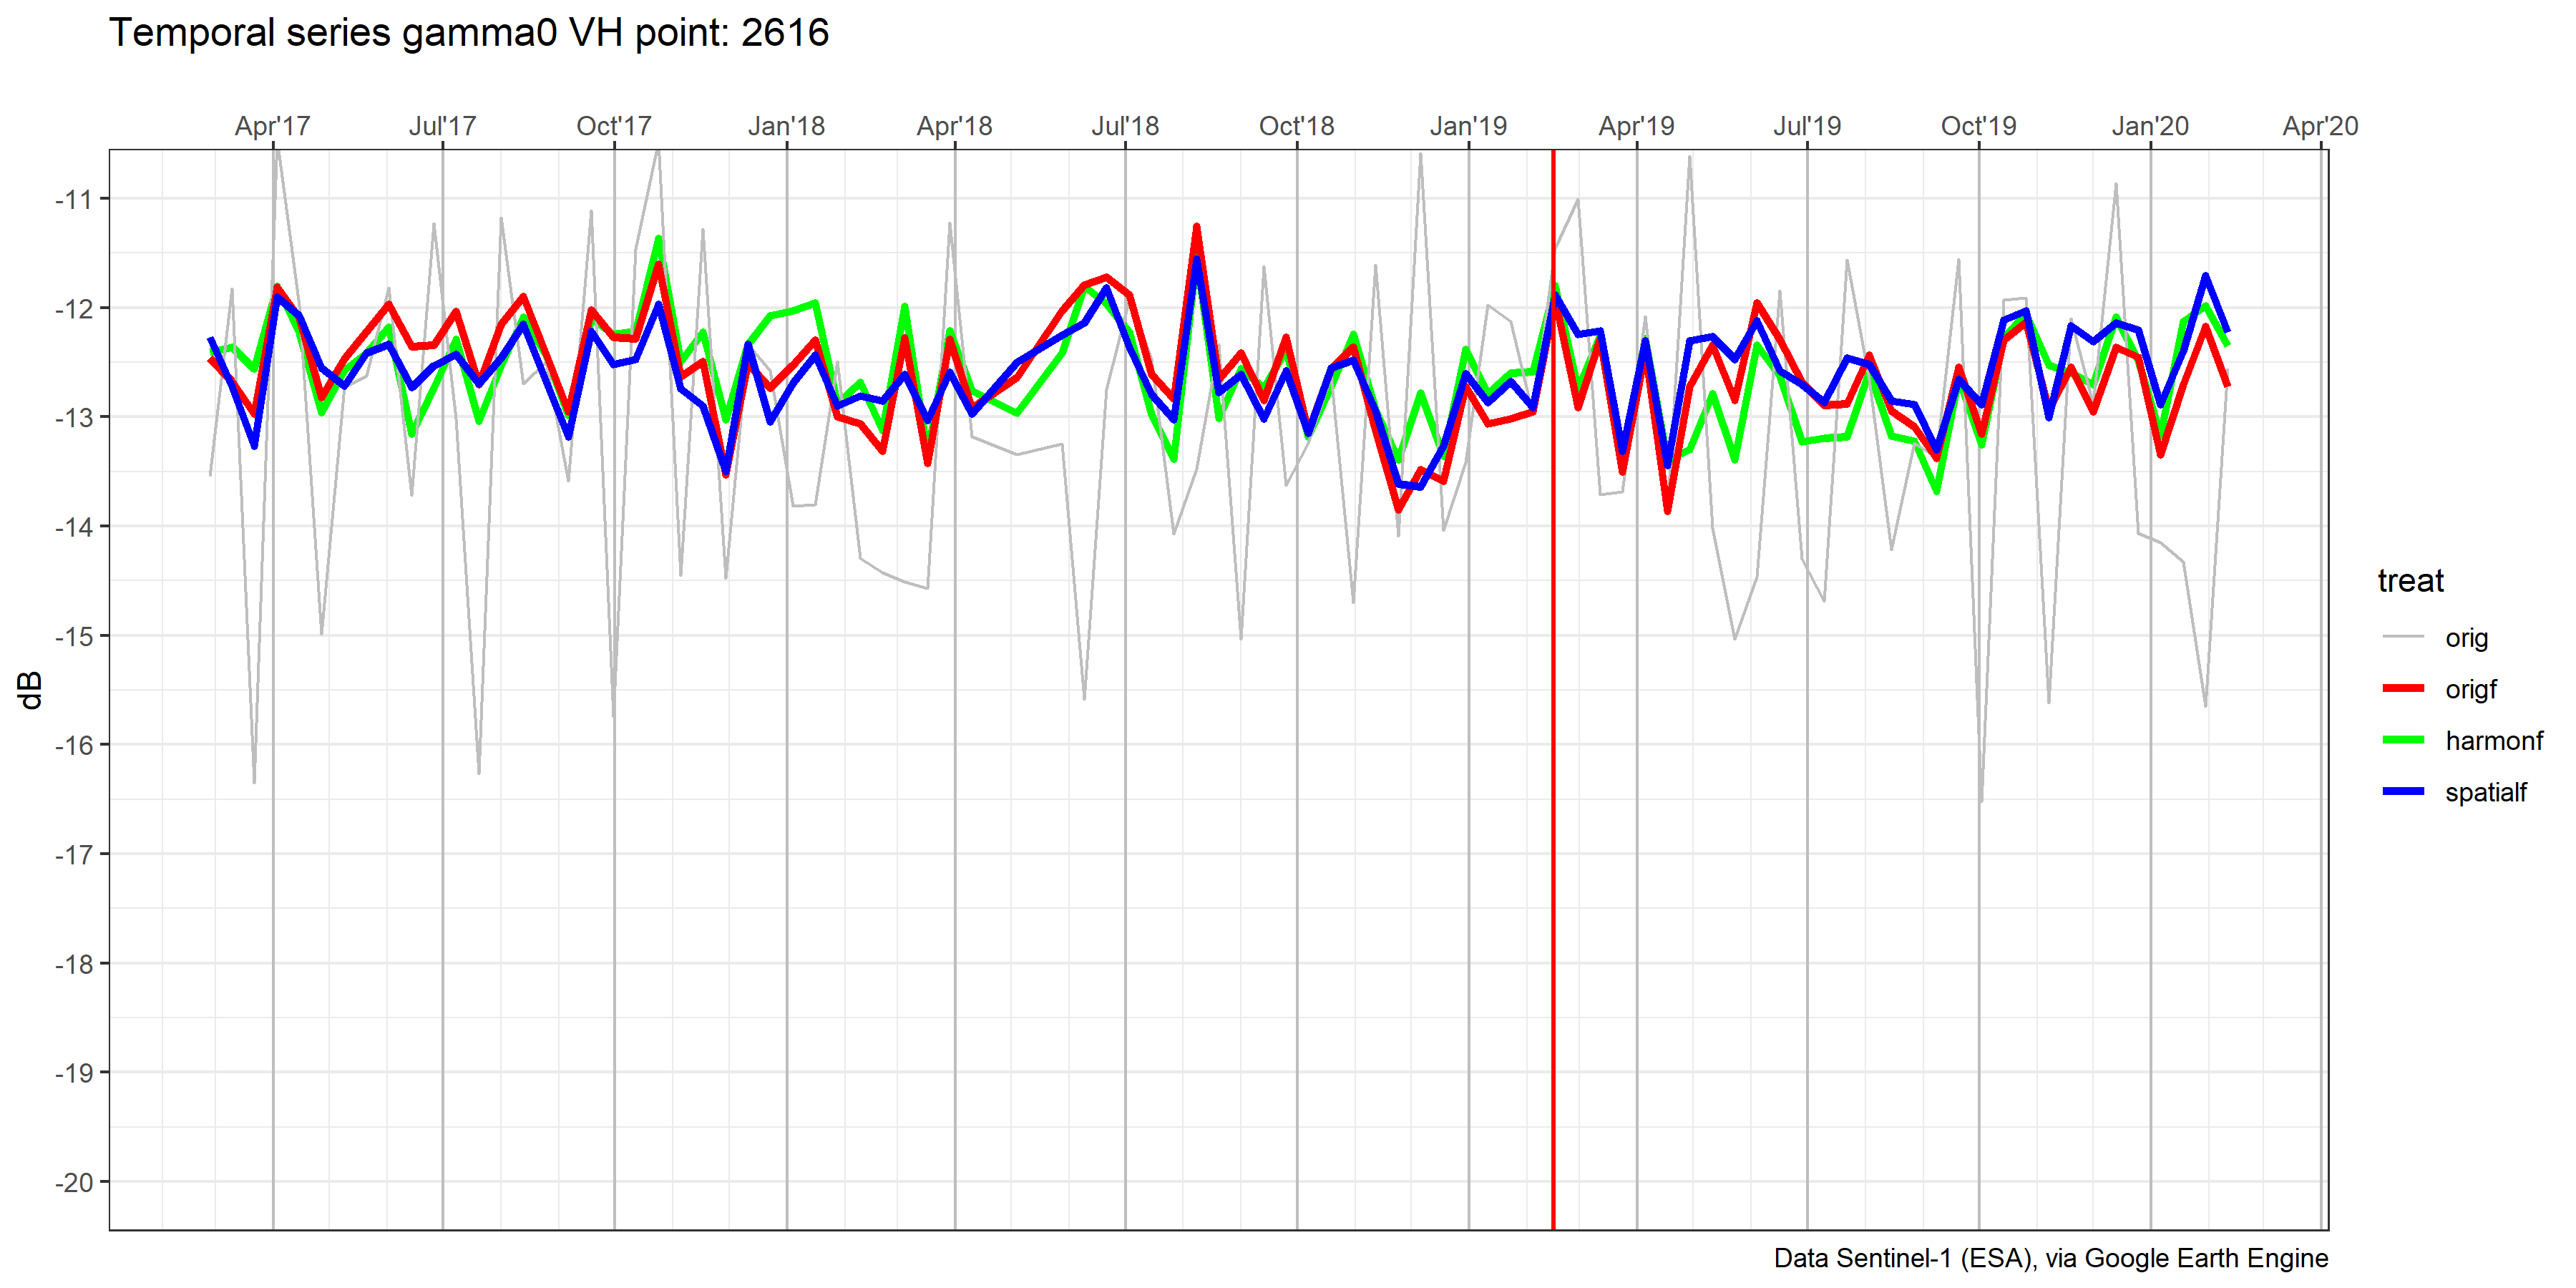 Temporal series gamma0 VH point: 2616
Apr'17 Jul'17 Oct'17 Jan'18 Apr'18 Jul'18 Oct'18 Jan'19 Apr'19 Jul'19 Oct'19 Jan'20 Apr'20
-11
-12
-13
-14
-15
-16
-17
-18
-19
-20
dB
treat
orig
origf
harmonf
spatialf
Data Sentinel-1 (ESA), via Google Earth Engine